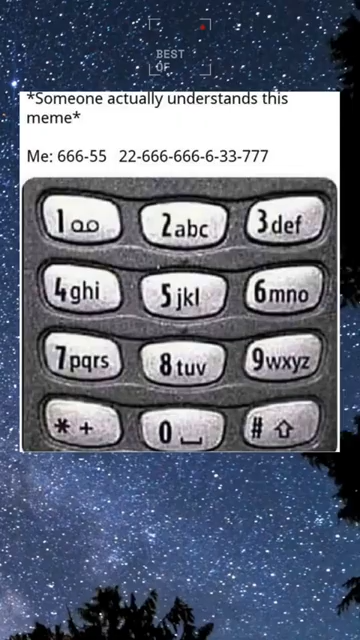 BEST
OF
*Someone actually understands this
meme*
Me: 666-55   22-666-666-6-33-777
1 2abc 3def
4ghi 5jkl 6mno
7pqrs 8tuv 9wxyz
* + 0 #